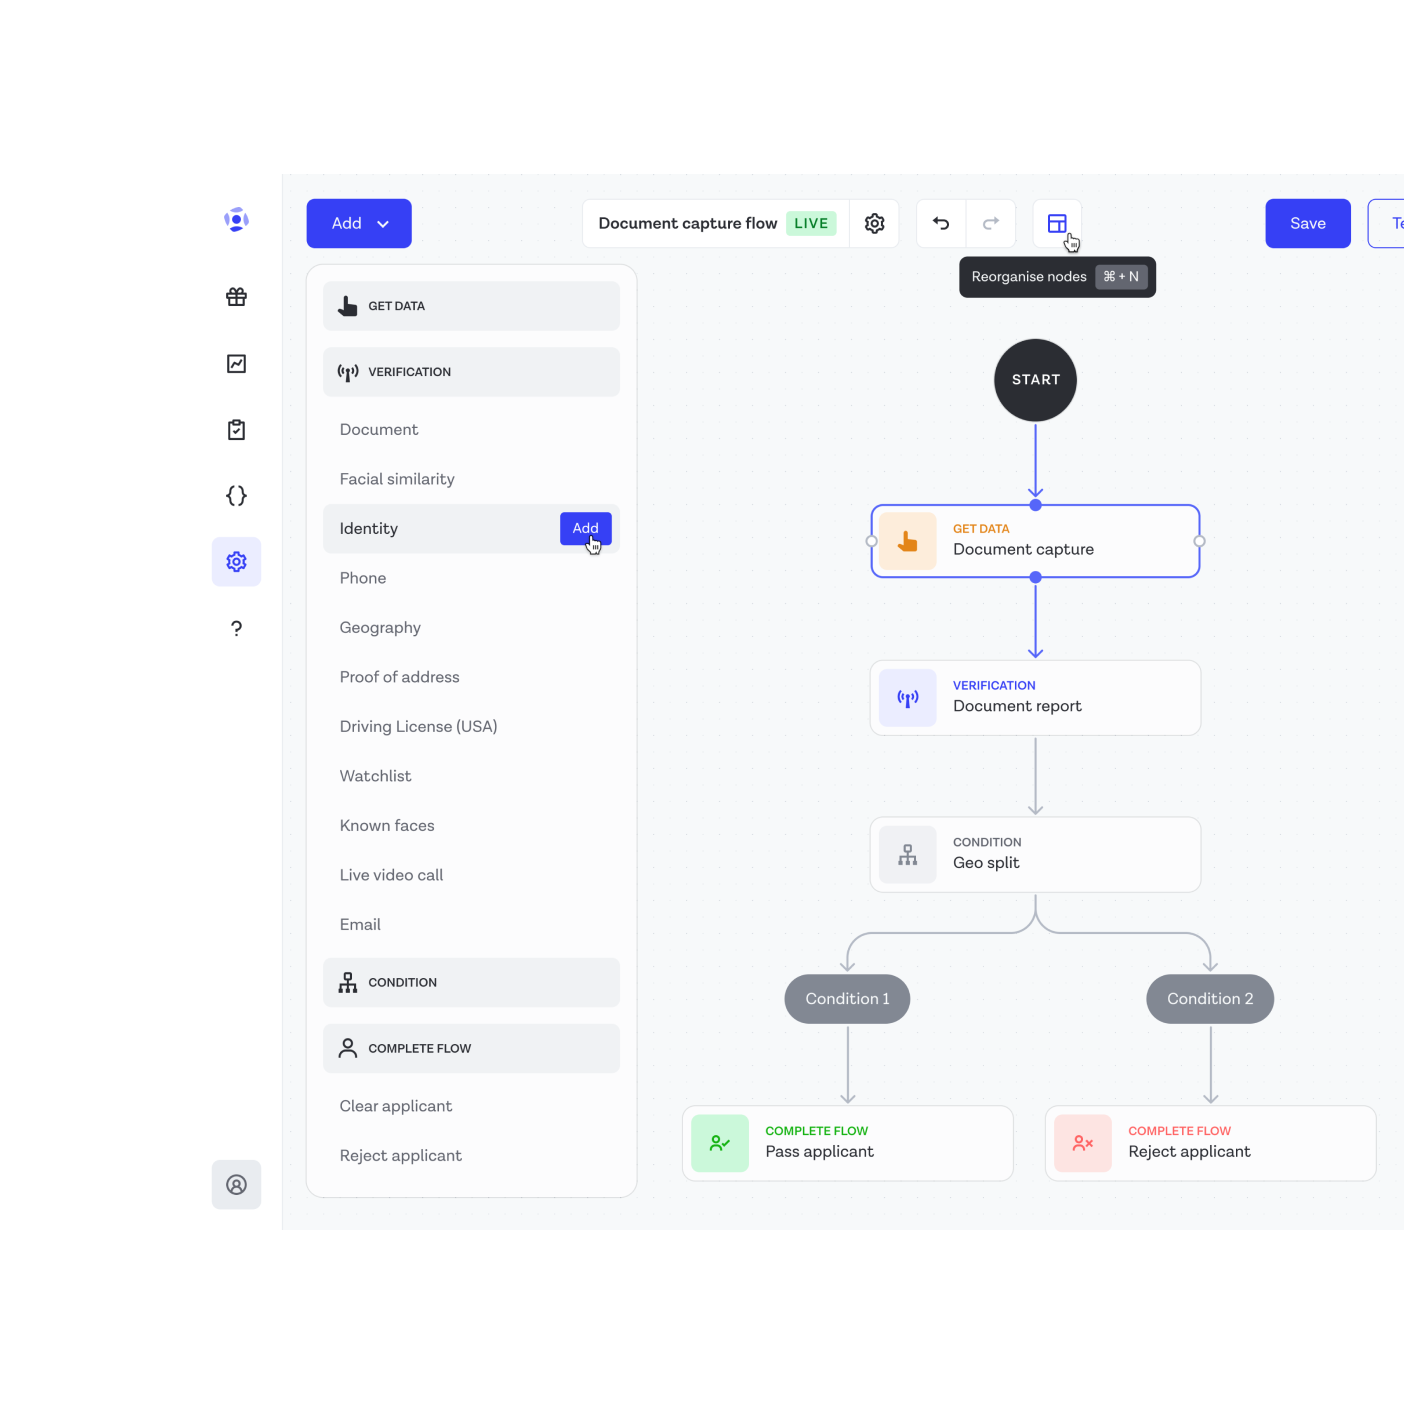 Add
Document capture flow LIVE
Save
Te
Reorganise nodes ⌘ + N
GET DATA
VERIFICATION
Document
Facial similarity
Identity Add
Phone
Geography
Proof of address
Driving License (USA)
Watchlist
Known faces
Live video call
Email
CONDITION
COMPLETE FLOW
Clear applicant
Reject applicant
?
START
GET DATA
Document capture
VERIFICATION
Document report
CONDITION
Geo split
Condition 1
Condition 2
COMPLETE FLOW
Pass applicant
COMPLETE FLOW
Reject applicant